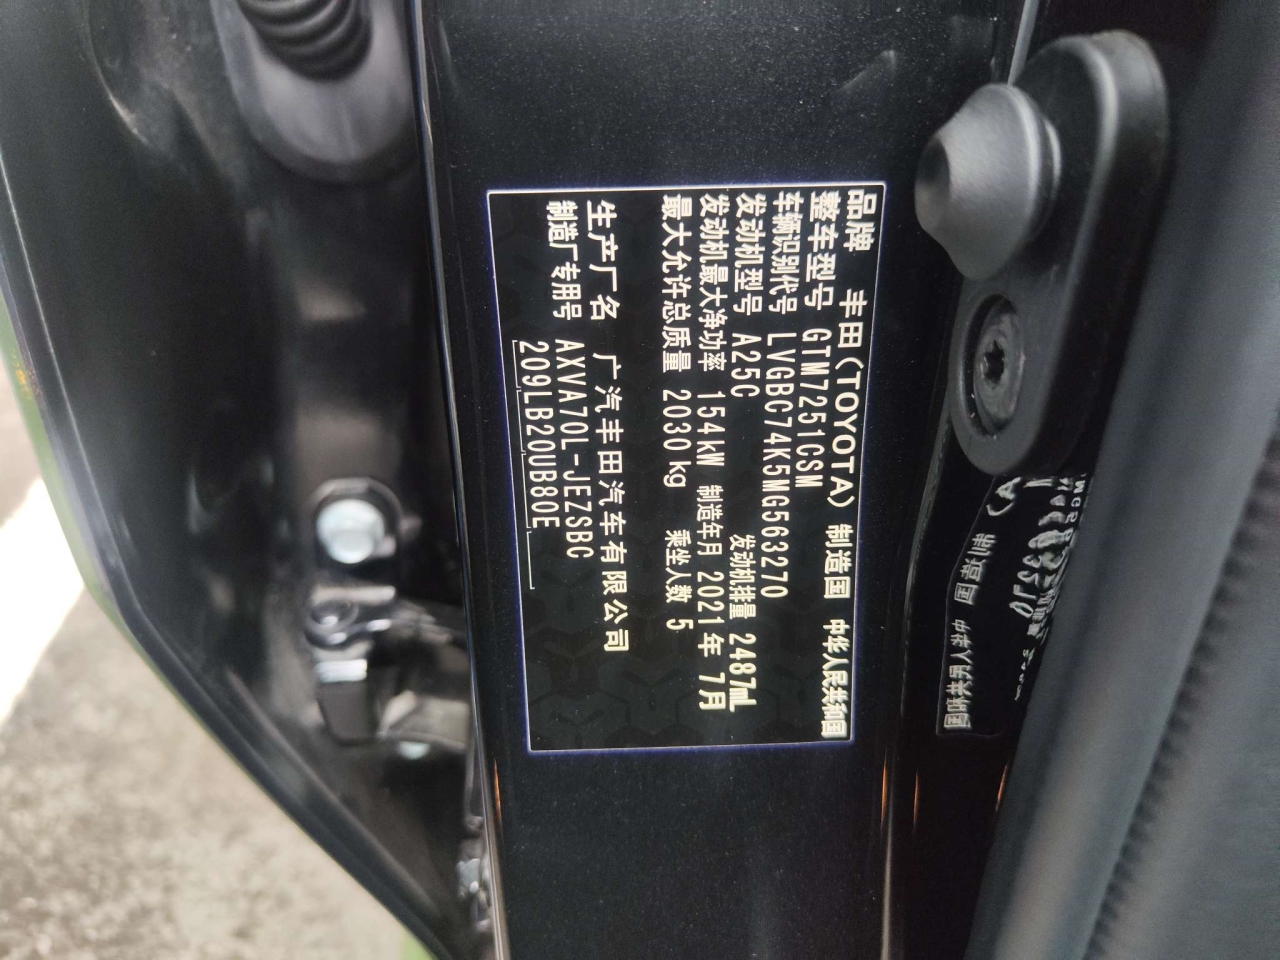 品牌 丰田(TOYOTA) 制造国 中华人民共和国
整车型号 GTM7251CSM
车辆识别代号 LVGBC74K5MG563270
发动机型号 A25C 发动机排量 2487mL
发动机最大净功率 154kW 制造年月 2021年 7月
最大允许总质量 2030kg 乘坐人数 5
生产厂名 广汽丰田汽车有限公司
制造厂专用号 AXVA70L-JEZSBC
209LB20UB80E